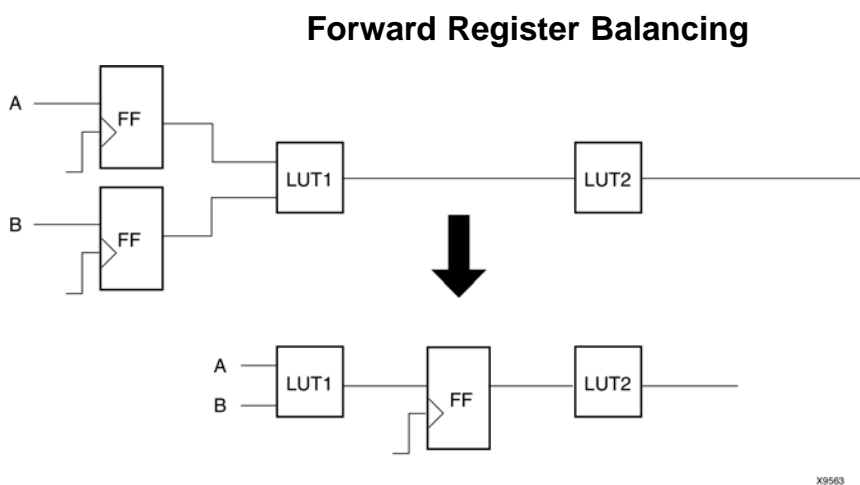 Forward Register Balancing
A
FF
LUT1
LUT2
B
FF
A
B
LUT1
FF
LUT2
X9563